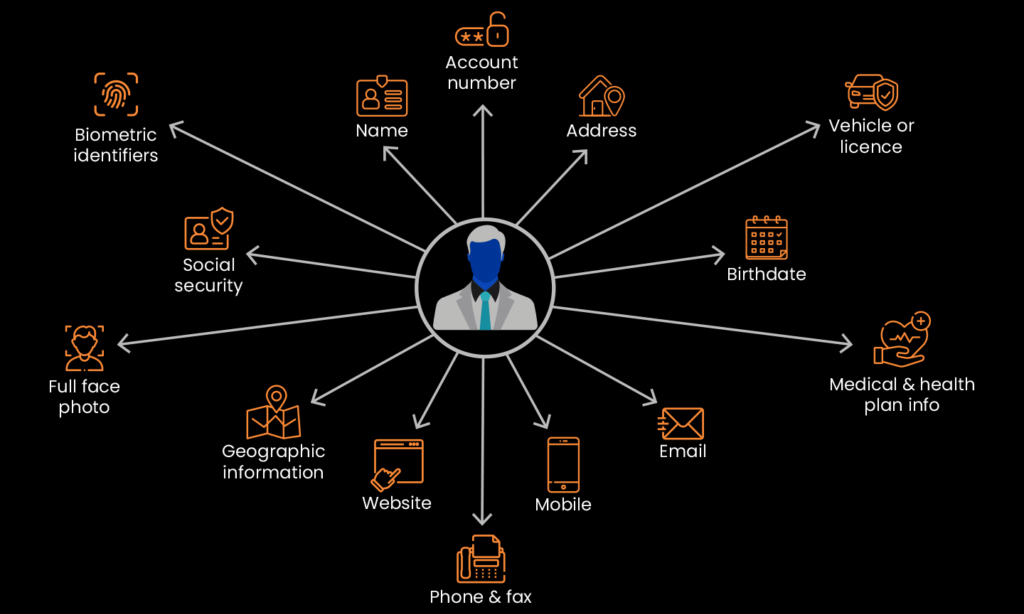 Account
number
Name
Address
Biometric
identifiers
Vehicle or
licence
Social
security
Birthdate
Full face
photo
Medical & health
plan info
Geographic
information
Email
Website
Mobile
Phone & fax